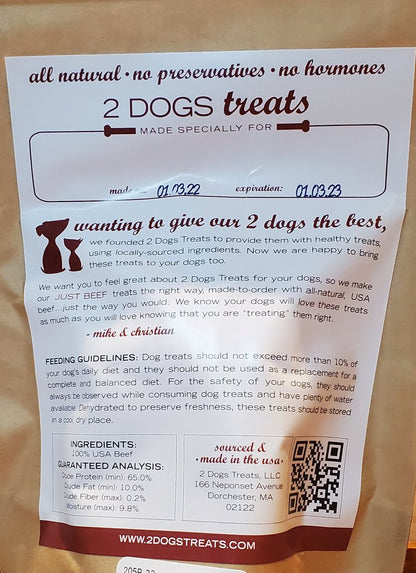 all natural • no preservatives • no hormones
2 DOGS treats
MADE SPECIALLY FOR
made 01.03.22 expiration: 01.03.23
wanting to give our 2 dogs the best,
we founded 2 Dogs Treats to provide them with healthy treats,
using locally-sourced ingredients. Now we are happy to bring
these treats to your dogs too.
We want you to feel great about 2 Dogs Treats for your dogs, so we make
our JUST BEEF treats the right way, made-to-order with all-natural, USA
beef...just the way you would. We know your dogs will love these treats
as much as you will love knowing that you are "treating" them right.
- mike & christian
FEEDING GUIDELINES: Dog treats should not exceed more than 10% of
your dog's daily diet and they should not be used as a replacement for a
complete and balanced diet. For the safety of your dogs, they should
always be observed while consuming dog treats and have plenty of water
available. Dehydrated to preserve freshness, these treats should be stored
in a cool, dry place.
INGREDIENTS:
100% USA Beef
GUARANTEED ANALYSIS:
Crude Protein (min): 65.0%
Crude Fat (min): 10.0%
Crude Fiber (max): 0.2%
Moisture (max): 9.8%
sourced &
• made in the usa •
2 Dogs Treats, LLC
166 Neponset Avenue
Dorchester, MA
02122
WWW.2DOGSTREATS.COM